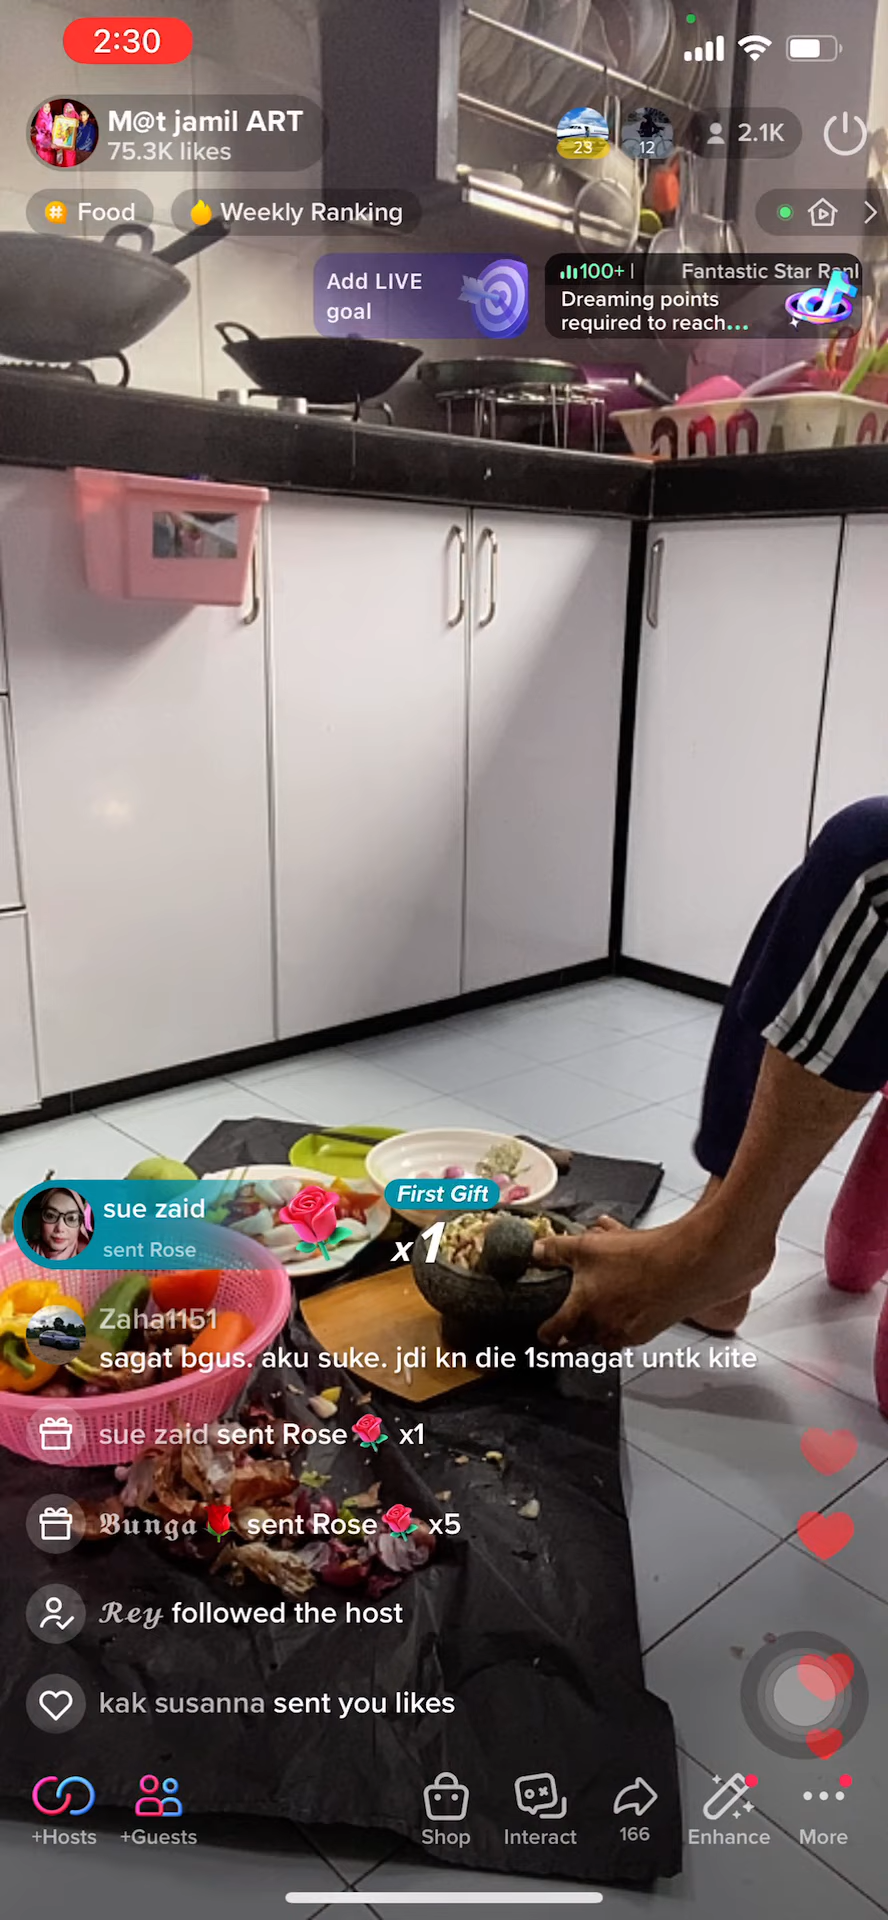 2:30
M@t jamil ART
75.3K likes
23
12
2.1K
Food
Weekly Ranking
Add LIVE
goal
100+ |
Fantastic Star Ran
Dreaming points
required to reach...
sue zaid
sent Rose
First Gift
x1
Zaha1151
sagat bgus. aku suke. jdi kn die 1smagat untk kite
sue zaid sent Rose🌹 x1
𝕭𝖚𝖓𝖌𝖆🌹 sent Rose🌹 x5
𝓡𝓮𝔂 followed the host
kak susanna sent you likes
+Hosts
+Guests
Shop
Interact
166
Enhance
More